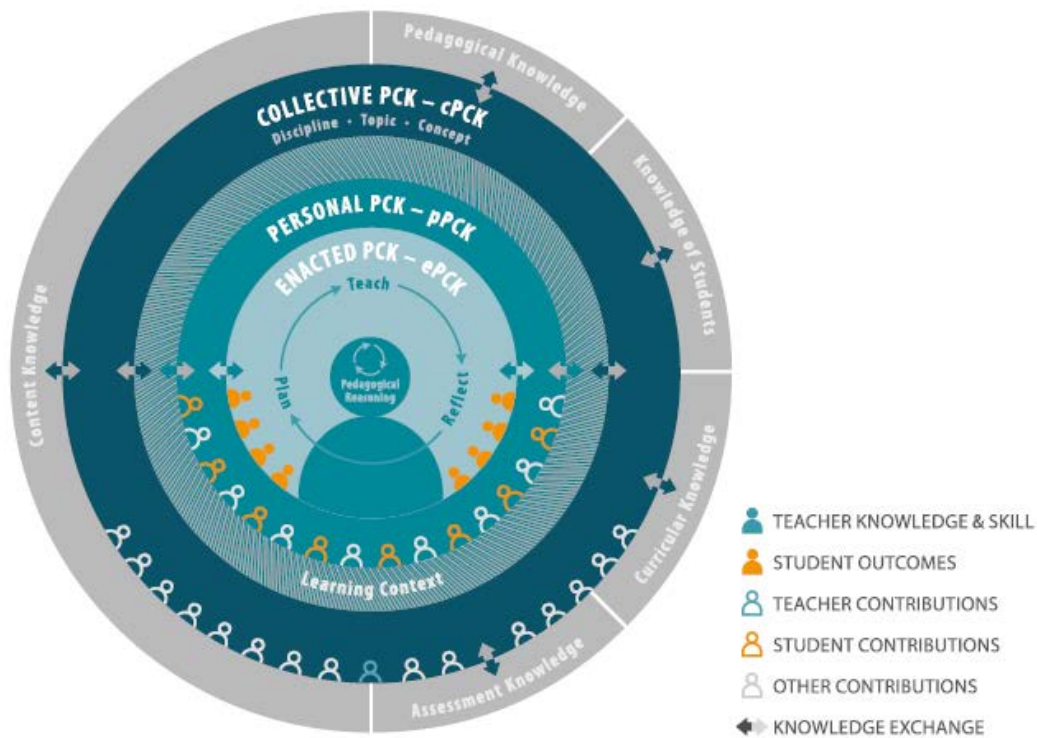 Pedagogical Knowledge
Knowledge of Students
Curricular Knowledge
Assessment Knowledge
Content Knowledge
COLLECTIVE PCK – cPCK
Discipline • Topic • Concept
PERSONAL PCK – pPCK
ENACTED PCK – ePCK
Teach
Reflect
Plan
Pedagogical
Reasoning
Learning Context
TEACHER KNOWLEDGE & SKILL
STUDENT OUTCOMES
TEACHER CONTRIBUTIONS
STUDENT CONTRIBUTIONS
OTHER CONTRIBUTIONS
KNOWLEDGE EXCHANGE